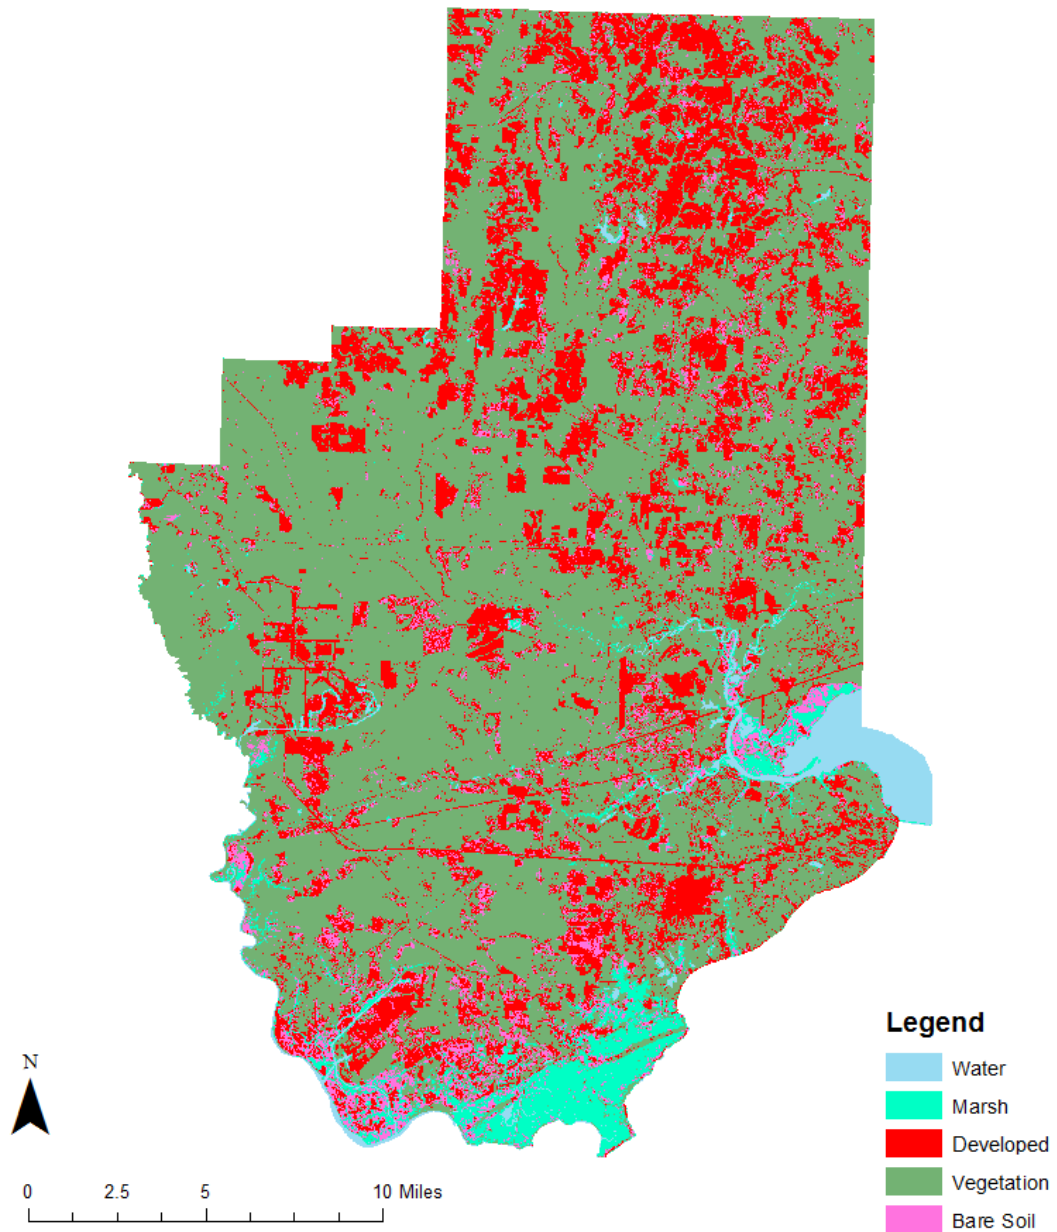 Legend
Water
Marsh
Developed
Vegetation
Bare Soil
N
0 2.5 5 10 Miles